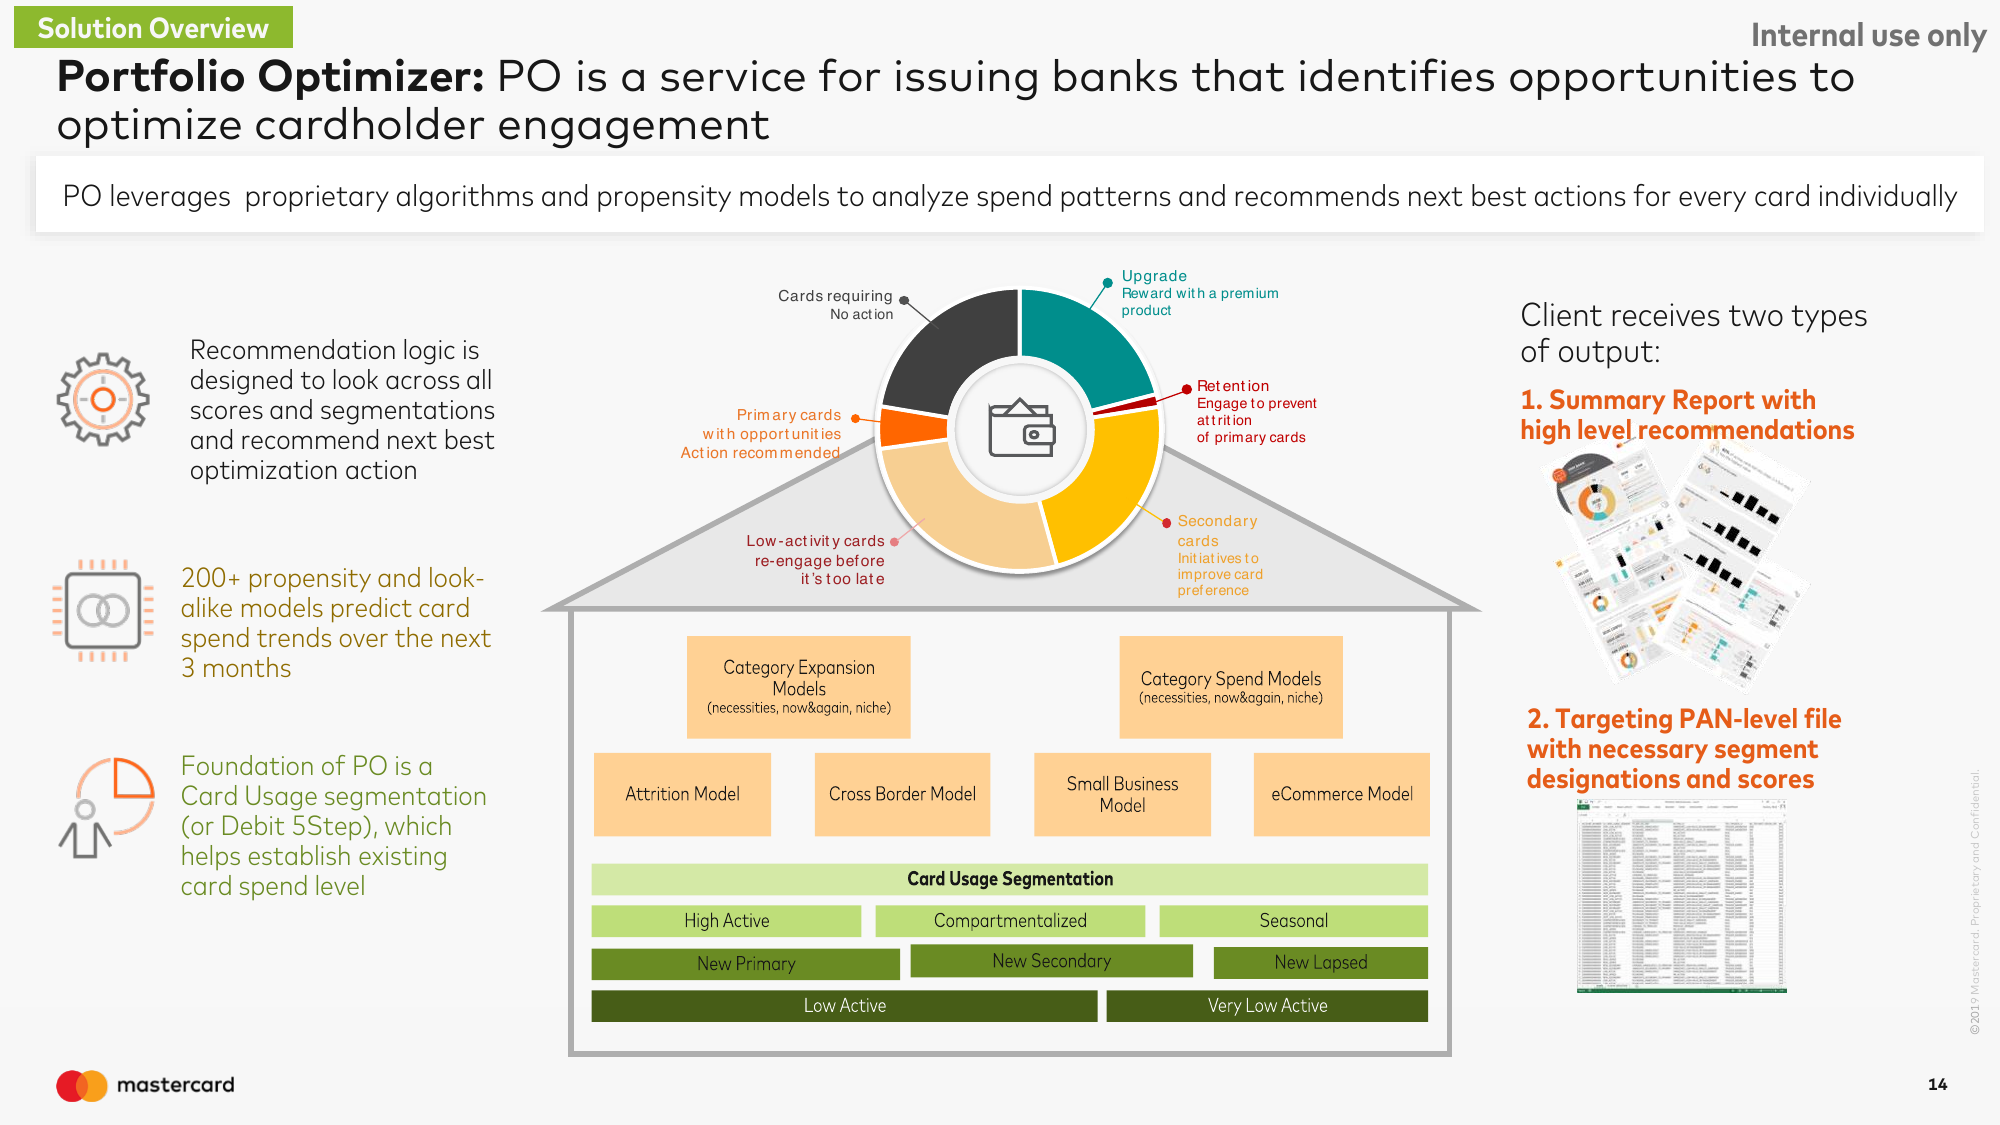 Solution Overview
Internal use only
Portfolio Optimizer: PO is a service for issuing banks that identifies opportunities to
optimize cardholder engagement
PO leverages proprietary algorithms and propensity models to analyze spend patterns and recommends next best actions for every card individually
Recommendation logic is
designed to look across all
scores and segmentations
and recommend next best
optimization action
200+ propensity and look-
alike models predict card
spend trends over the next
3 months
Foundation of PO is a
Card Usage segmentation
(or Debit 5Step), which
helps establish existing
card spend level
Cards requiring
No action
Upgrade
Reward with a premium
product
Retention
Engage to prevent
attrition
of primary cards
Primary cards
with opportunities
Action recommended
Low-activity cards
re-engage before
it's too late
Secondary
cards
Initiatives to
improve card
preference
Category Expansion
Models
(necessities, now&again, niche)
Category Spend Models
(necessities, now&again, niche)
Attrition Model
Cross Border Model
Small Business
Model
eCommerce Model
Card Usage Segmentation
High Active
Compartmentalized
Seasonal
New Primary
New Secondary
New Lapsed
Low Active
Very Low Active
Client receives two types
of output:
1. Summary Report with
high level recommendations
2. Targeting PAN-level file
with necessary segment
designations and scores
©2019 Mastercard. Proprietary and Confidential.
mastercard
14